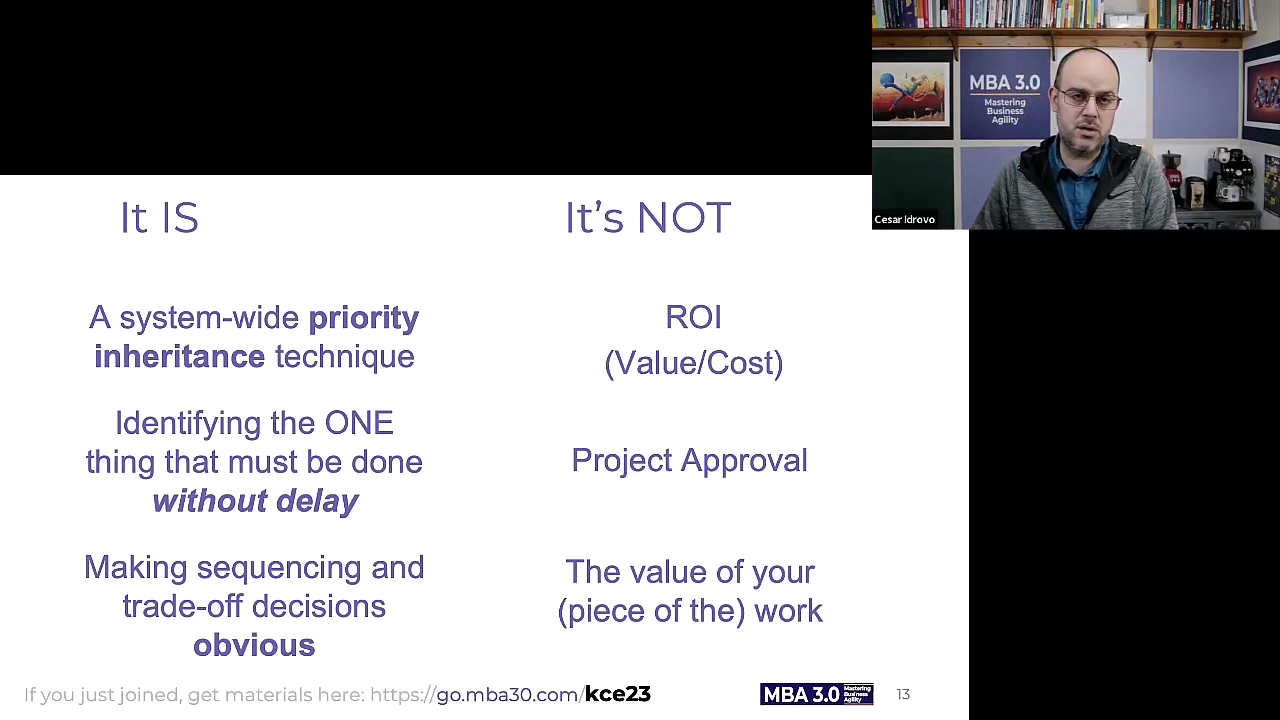 MBA 3.0
Mastering
Business
Agility
Cesar Idrovo
It IS
It's NOT
A system-wide priority
inheritance technique
ROI
(Value/Cost)
Identifying the ONE
thing that must be done
without delay
Project Approval
Making sequencing and
trade-off decisions
obvious
The value of your
(piece of the) work
If you just joined, get materials here: https://go.mba30.com/kce23
MBA 3.0
Mastering
Business
Agility
13